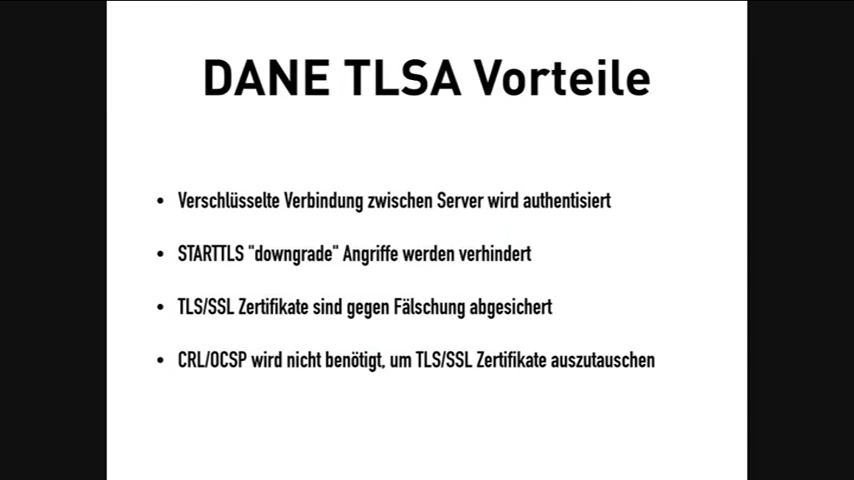 DANE TLSA Vorteile
• Verschlüsselte Verbindung zwischen Server wird authentisiert
• STARTTLS "downgrade" Angriffe werden verhindert
• TLS/SSL Zertifikate sind gegen Fälschung abgesichert
• CRL/OCSP wird nicht benötigt, um TLS/SSL Zertifikate auszutauschen